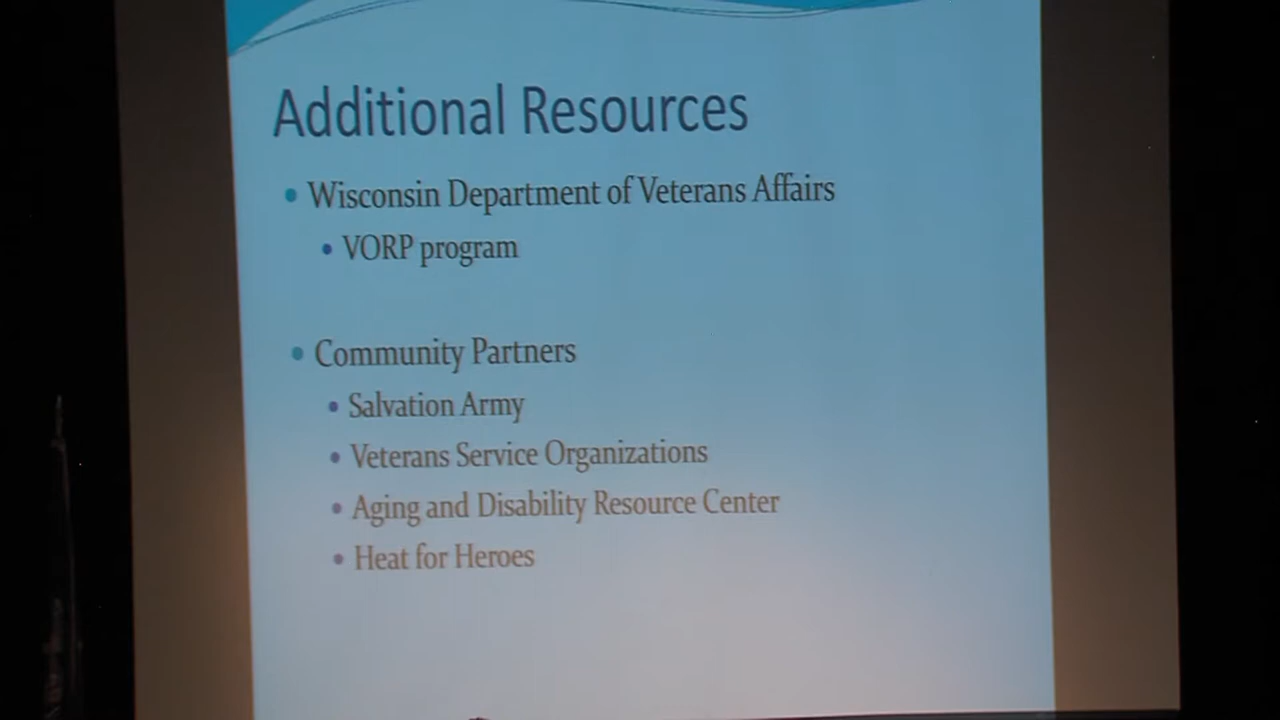 Additional Resources
• Wisconsin Department of Veterans Affairs
• VORP program
• Community Partners
• Salvation Army
• Veterans Service Organizations
• Aging and Disability Resource Center
• Heat for Heroes